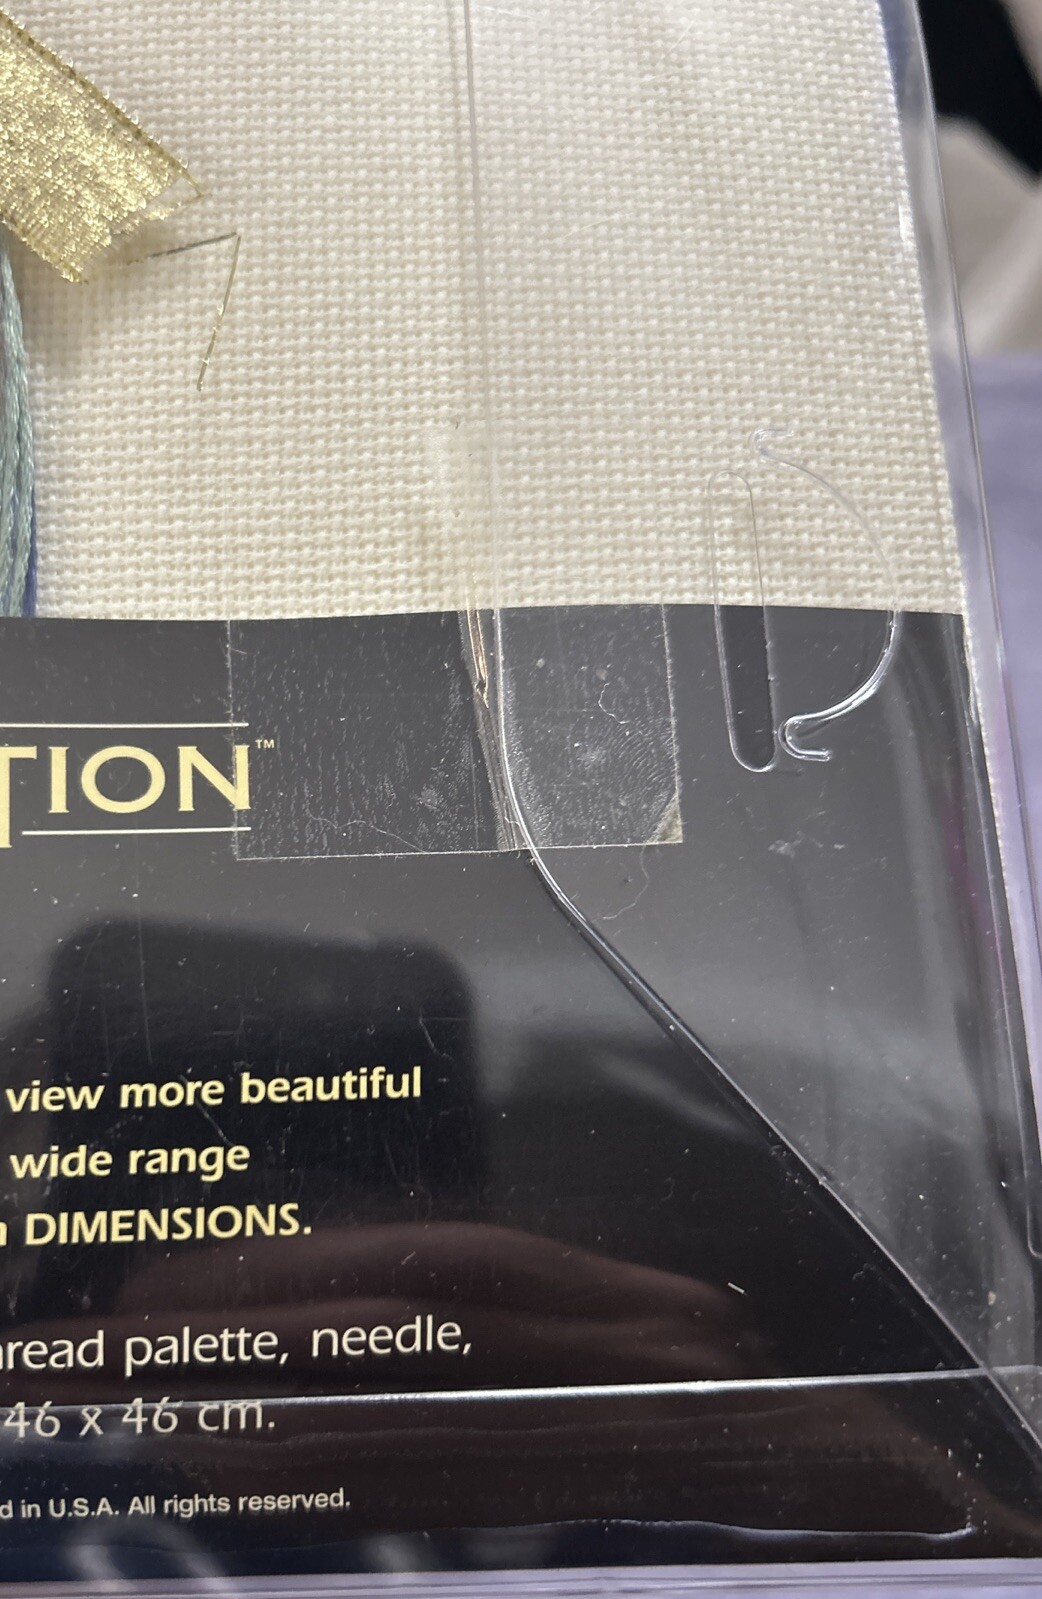 TION™
view more beautiful
wide range
DIMENSIONS.
read palette, needle,
46 x 46 cm.
d in U.S.A. All rights reserved.